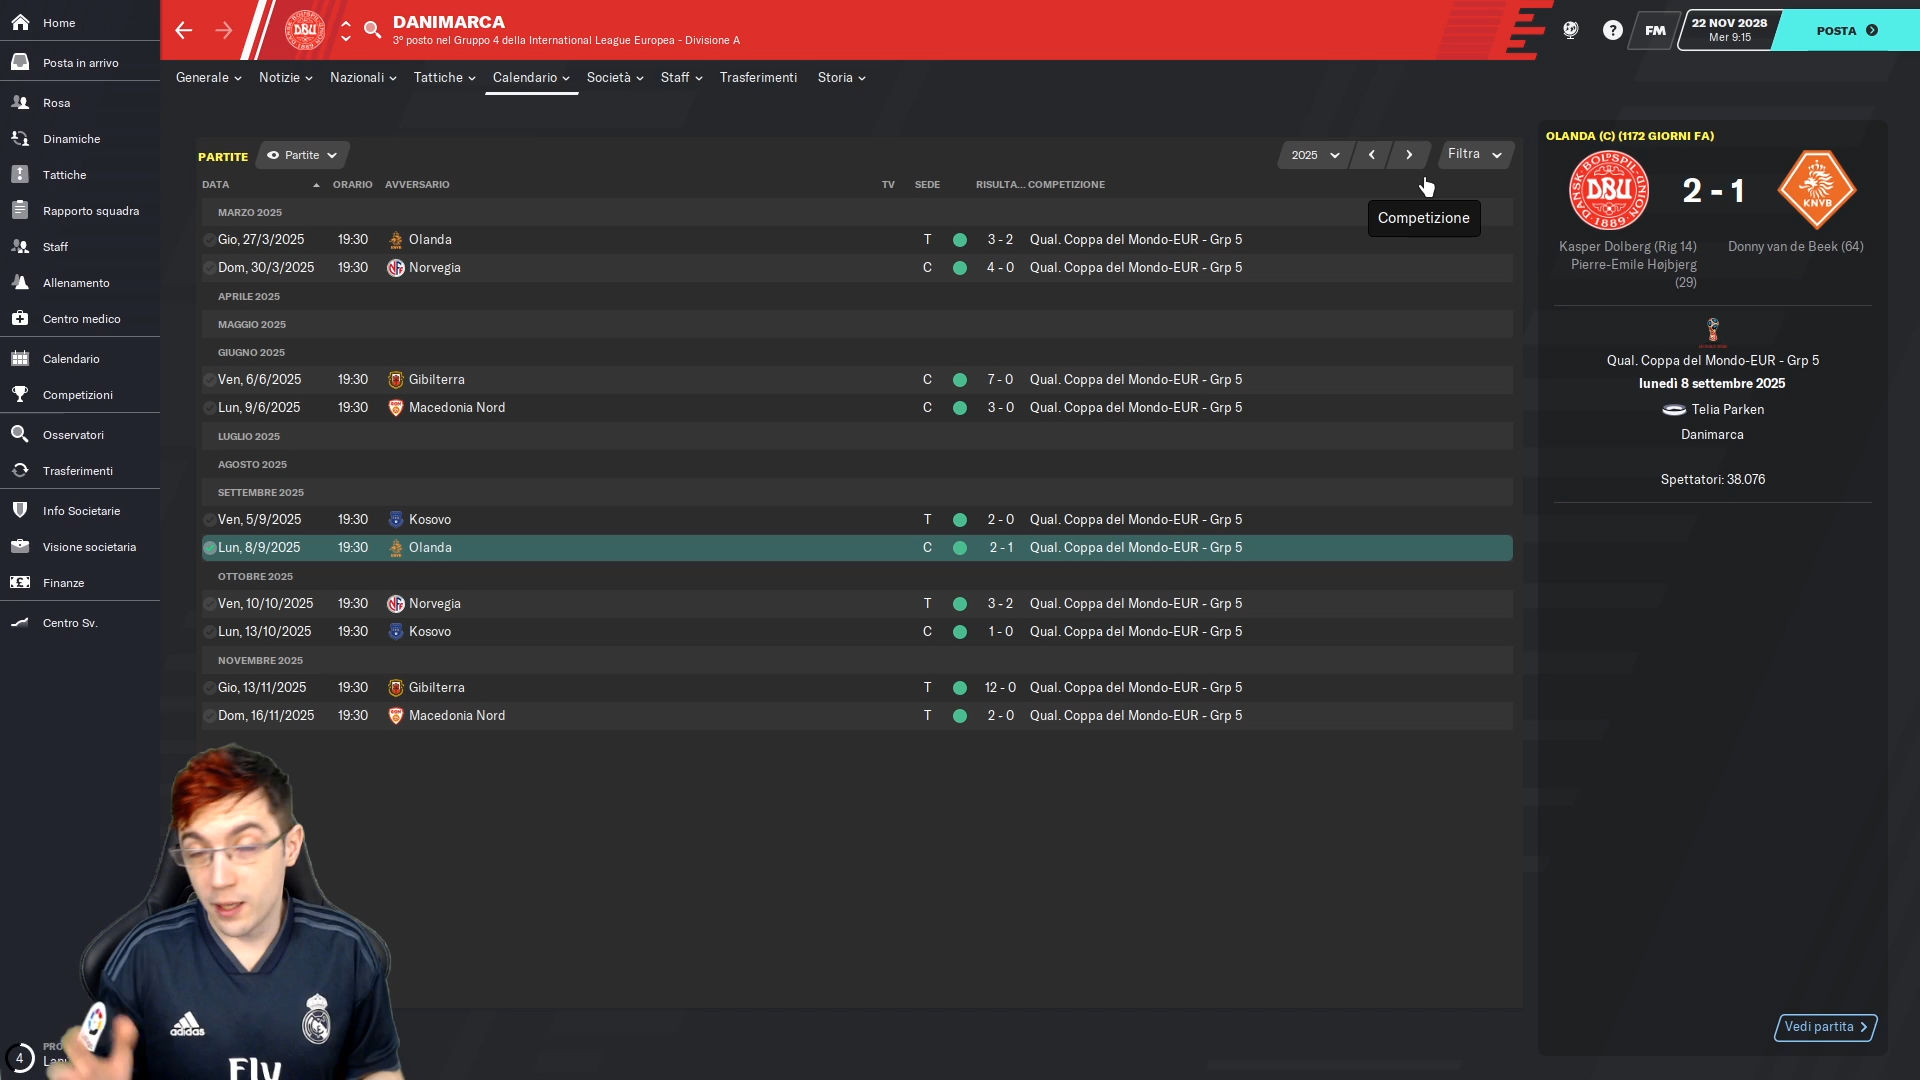 Home
Posta in arrivo
Rosa
Dinamiche
Tattiche
Rapporto squadra
Staff
Allenamento
Centro medico
Calendario
Competizioni
Osservatori
Trasferimenti
Info Societarie
Visione societaria
Finanze
Centro Sv.
4
DBU
DANIMARCA
3º posto nel Gruppo 4 della International League Europea - Divisione A
FM
22 NOV 2028
Mer 9:15
POSTA
Generale
Notizie
Nazionali
Tattiche
Calendario
Società
Staff
Trasferimenti
Storia
PARTITE
Partite
2025
Filtra
DATA ORARIO AVVERSARIO TV SEDE RISULTA... COMPETIZIONE
Competizione
MARZO 2025
Gio, 27/3/2025 19:30 Olanda T 3 - 2 Qual. Coppa del Mondo-EUR - Grp 5
Dom, 30/3/2025 19:30 Norvegia C 4 - 0 Qual. Coppa del Mondo-EUR - Grp 5
APRILE 2025
MAGGIO 2025
GIUGNO 2025
Ven, 6/6/2025 19:30 Gibilterra C 7 - 0 Qual. Coppa del Mondo-EUR - Grp 5
Lun, 9/6/2025 19:30 Macedonia Nord C 3 - 0 Qual. Coppa del Mondo-EUR - Grp 5
LUGLIO 2025
AGOSTO 2025
SETTEMBRE 2025
Ven, 5/9/2025 19:30 Kosovo T 2 - 0 Qual. Coppa del Mondo-EUR - Grp 5
Lun, 8/9/2025 19:30 Olanda C 2 - 1 Qual. Coppa del Mondo-EUR - Grp 5
OTTOBRE 2025
Ven, 10/10/2025 19:30 Norvegia T 3 - 2 Qual. Coppa del Mondo-EUR - Grp 5
Lun, 13/10/2025 19:30 Kosovo C 1 - 0 Qual. Coppa del Mondo-EUR - Grp 5
NOVEMBRE 2025
Gio, 13/11/2025 19:30 Gibilterra T 12 - 0 Qual. Coppa del Mondo-EUR - Grp 5
Dom, 16/11/2025 19:30 Macedonia Nord T 2 - 0 Qual. Coppa del Mondo-EUR - Grp 5
OLANDA (C) (1172 GIORNI FA)
DANSK BOLDSPIL UNION
DBU
1889
2 - 1
KNVB
Kasper Dolberg (Rig 14)
Pierre-Emile Højbjerg
(29)
Donny van de Beek (64)
Qual. Coppa del Mondo-EUR - Grp 5
lunedì 8 settembre 2025
Telia Parken
Danimarca
Spettatori: 38.076
Vedi partita
adidas
Fly